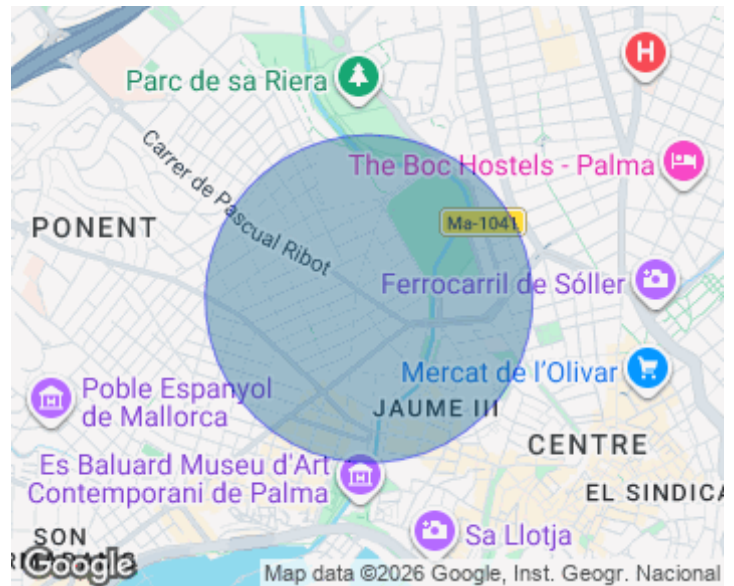 H
Parc de sa Riera
Carrer de Pascual Ribot
The Boc Hostels - Palma
PONENT
Ma-1041
Ferrocarril de Sóller
Mercat de l'Olivar
Poble Espanyol
de Mallorca
JAUME III
CENTRE
Es Baluard Museu d'Art
Contemporani de Palma
EL SINDICA
SON
Sa Llotja
Google
Map data ©2026 Google, Inst. Geogr. Nacional